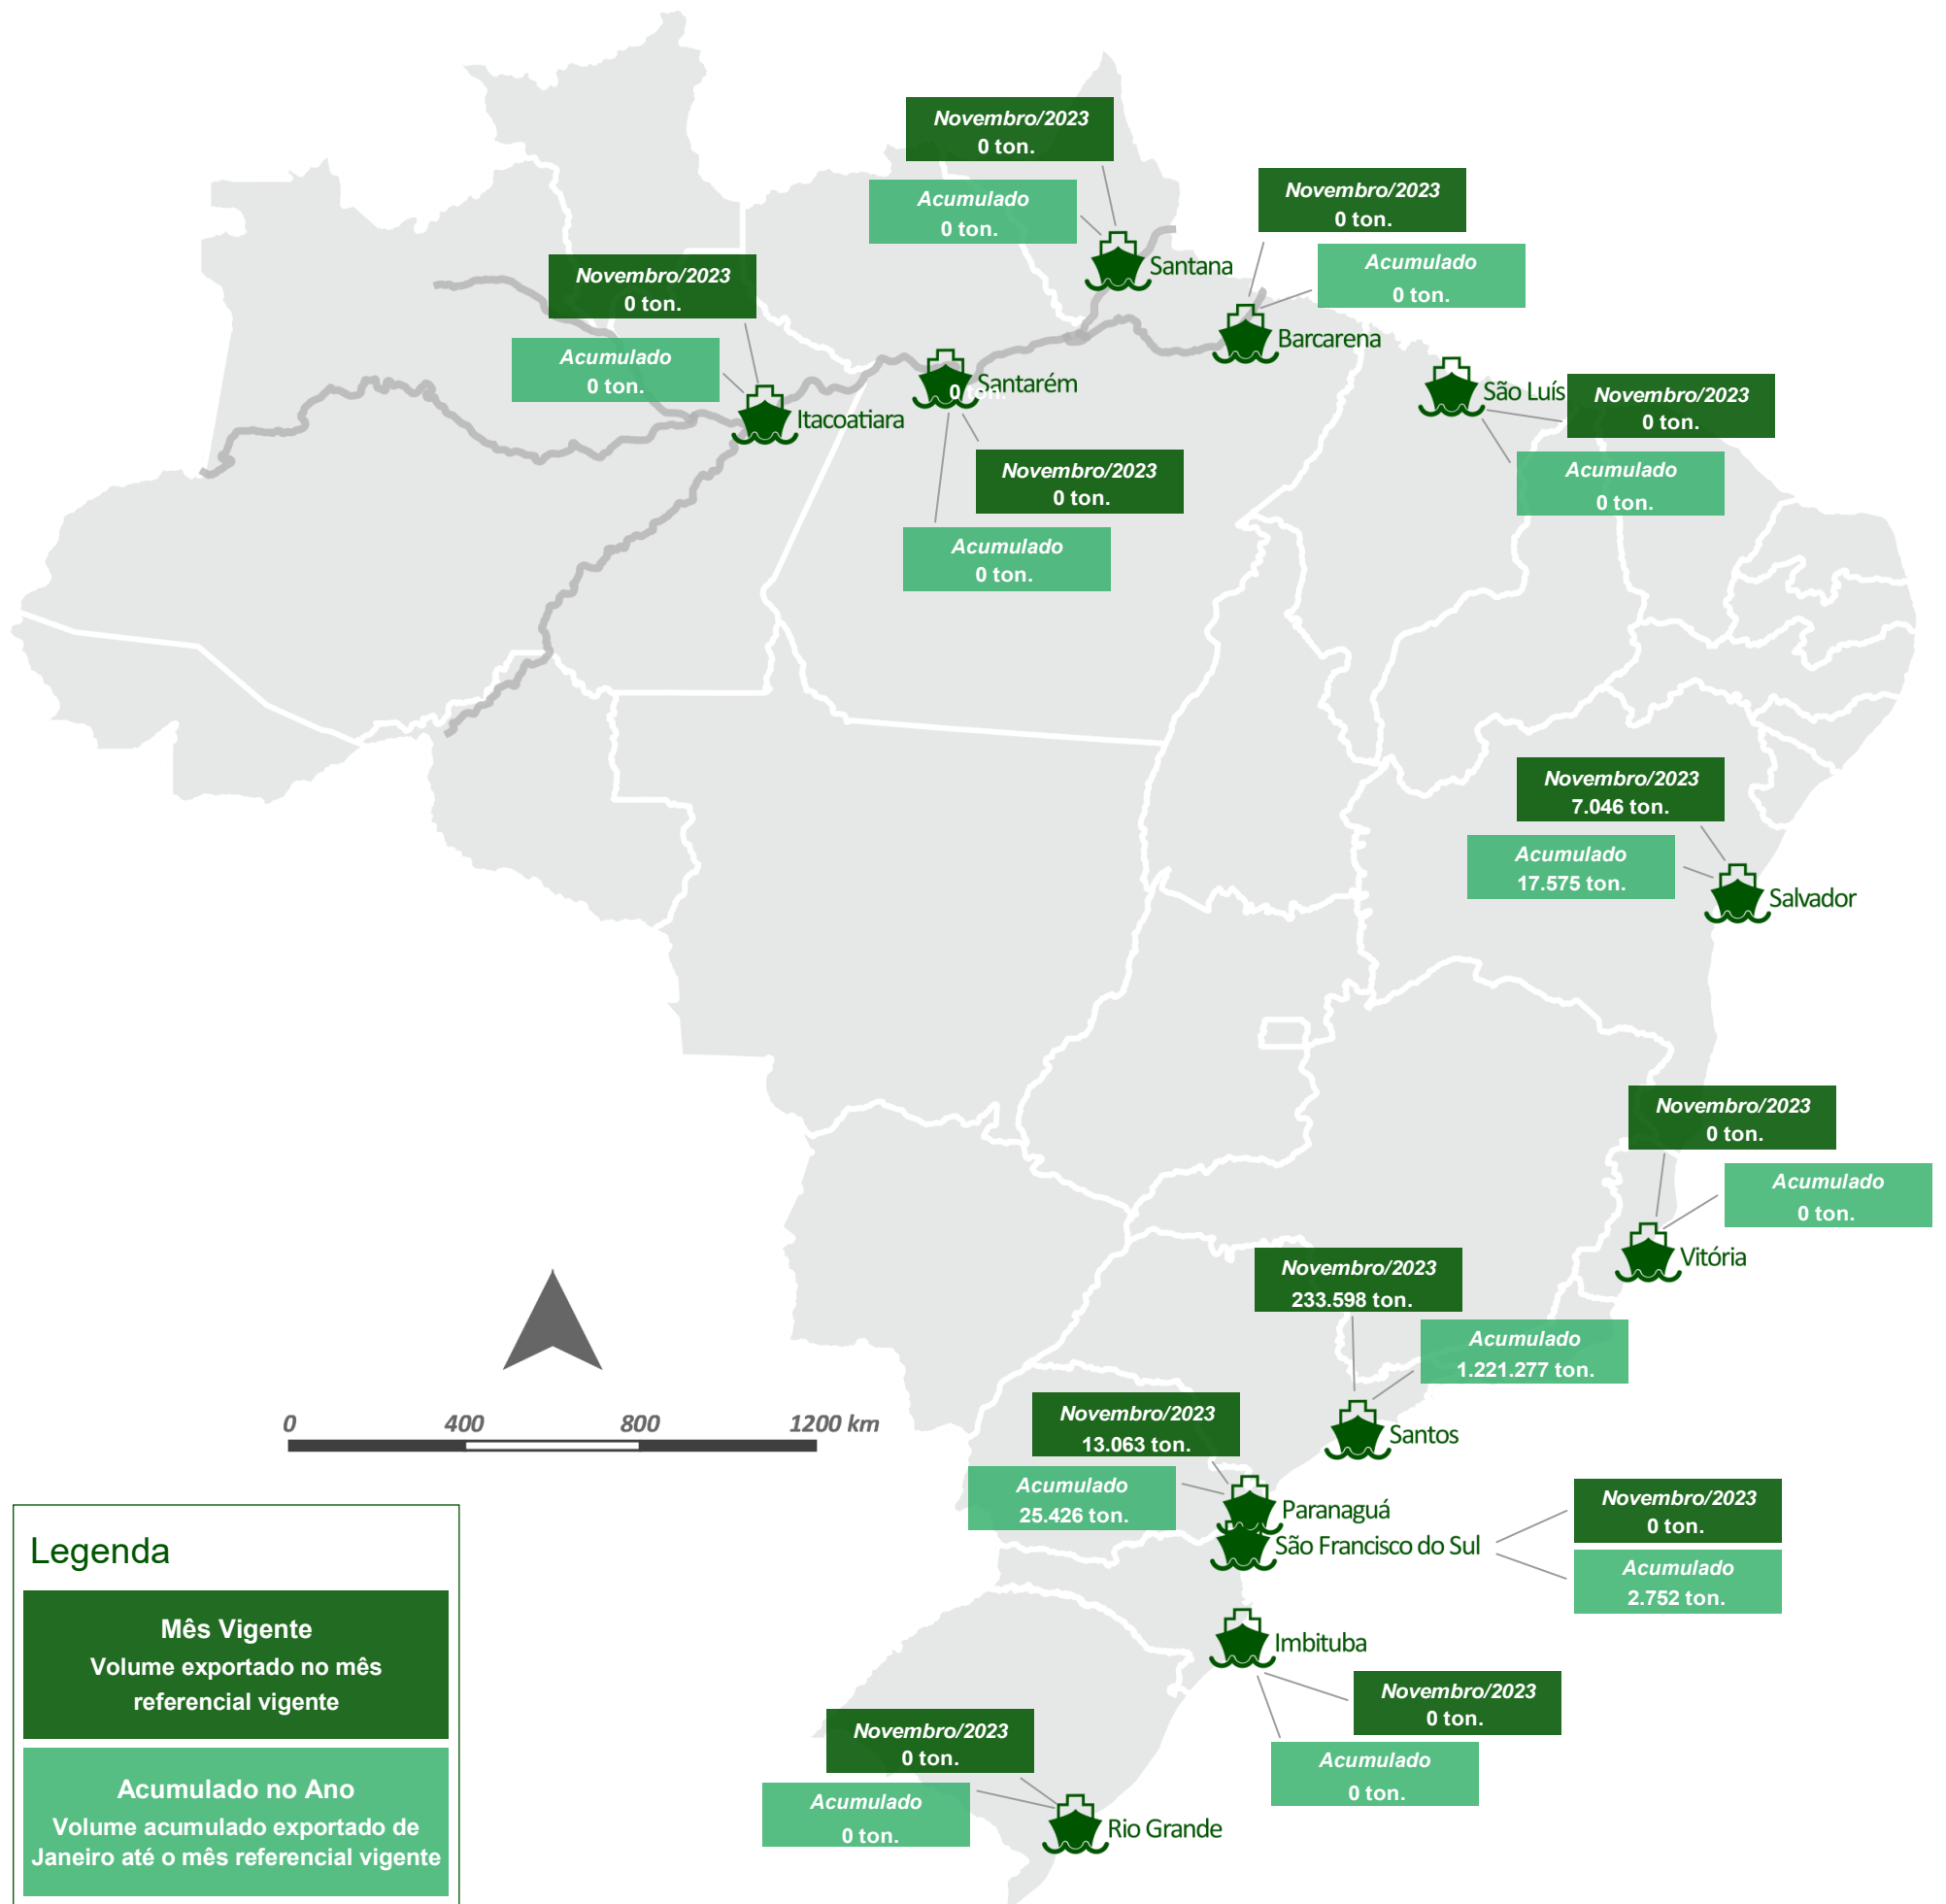 Novembro/2023
0 ton.
Acumulado
0 ton.
Santana
Novembro/2023
0 ton.
Acumulado
0 ton.
Barcarena
Novembro/2023
0 ton.
Acumulado
0 ton.
Itacoatiara
Santarém
0 ton.
Novembro/2023
0 ton.
Acumulado
0 ton.
São Luís
Novembro/2023
0 ton.
Acumulado
0 ton.
Novembro/2023
7.046 ton.
Acumulado
17.575 ton.
Salvador
Novembro/2023
0 ton.
Acumulado
0 ton.
Vitória
Novembro/2023
233.598 ton.
Acumulado
1.221.277 ton.
Santos
Novembro/2023
13.063 ton.
Acumulado
25.426 ton.
Paranaguá
São Francisco do Sul
Novembro/2023
0 ton.
Acumulado
2.752 ton.
Imbituba
Novembro/2023
0 ton.
Acumulado
0 ton.
Novembro/2023
0 ton.
Acumulado
0 ton.
Rio Grande
0 400 800 1200 km
Legenda
Mês Vigente
Volume exportado no mês
referencial vigente
Acumulado no Ano
Volume acumulado exportado de
Janeiro até o mês referencial vigente